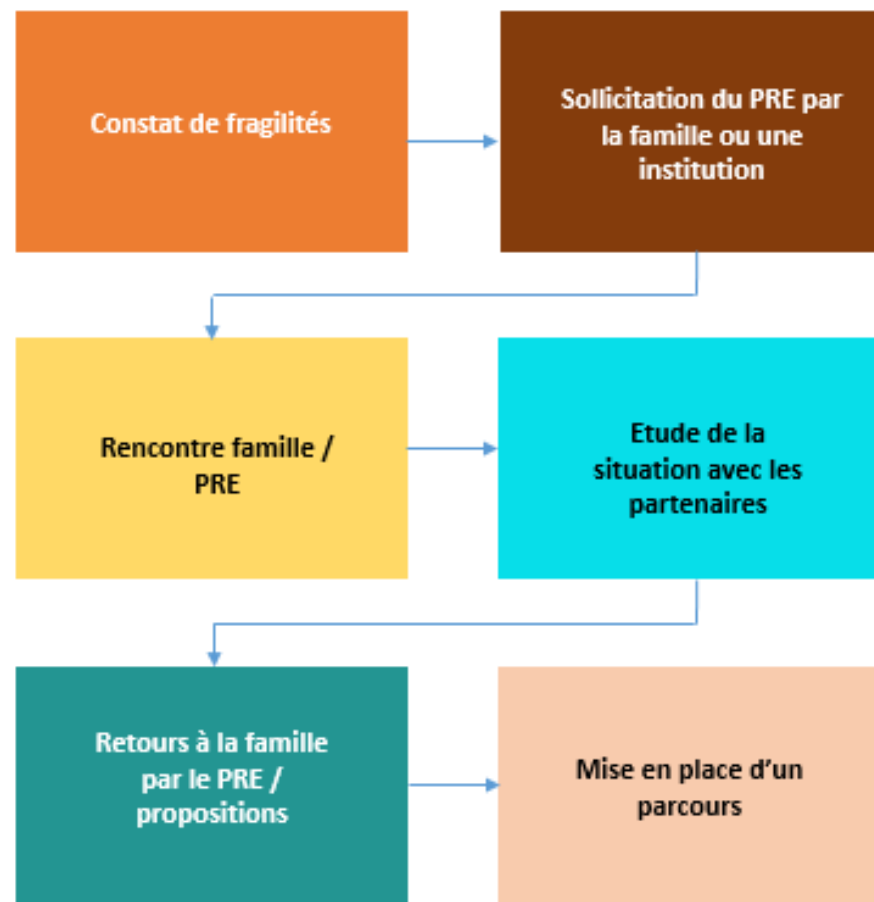 Constat de fragilités
Sollicitation du PRE par
la famille ou une
institution
Rencontre famille /
PRE
Etude de la
situation avec les
partenaires
Retours à la famille
par le PRE /
propositions
Mise en place d'un
parcours